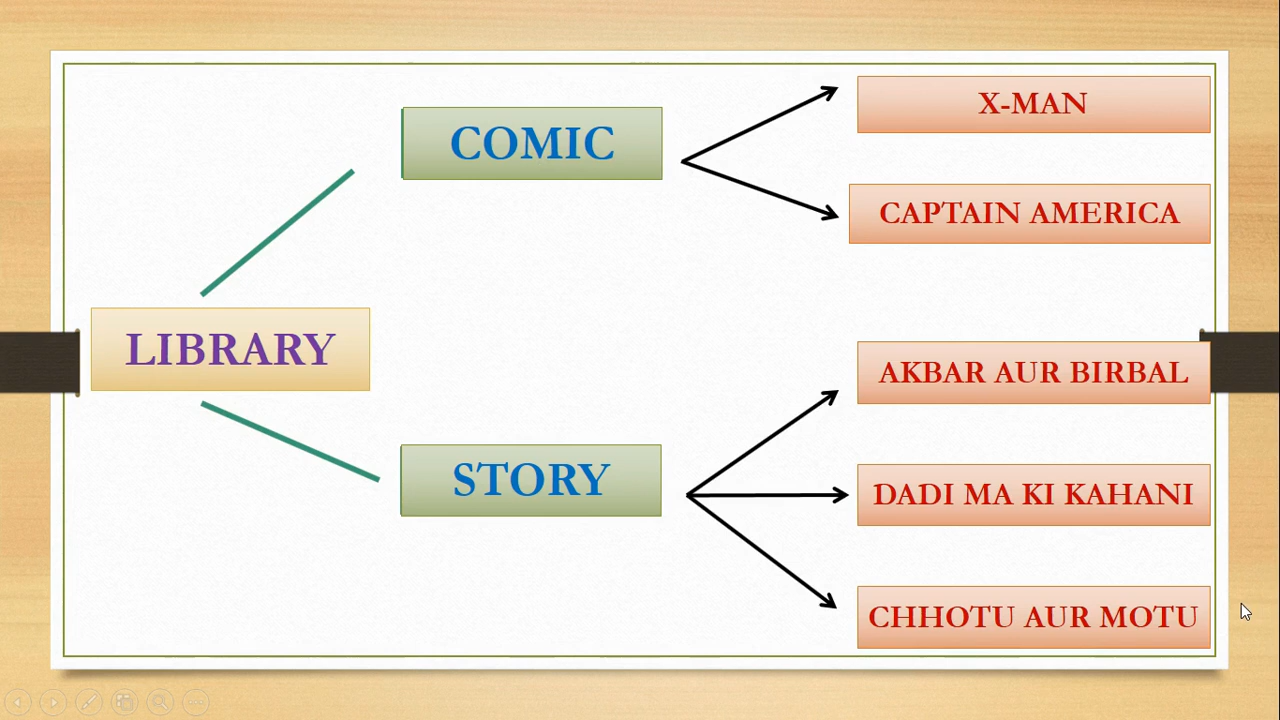 COMIC
X-MAN
CAPTAIN AMERICA
LIBRARY
STORY
AKBAR AUR BIRBAL
DADI MA KI KAHANI
CHHOTU AUR MOTU